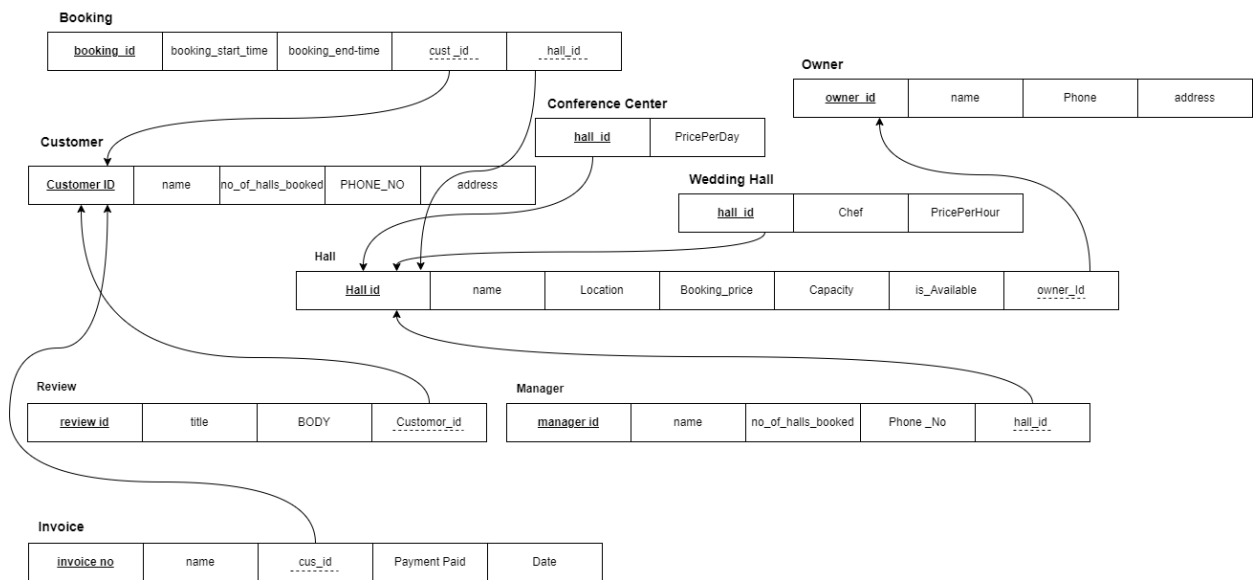 Booking
booking_id booking_start_time booking_end-time cust _id hall_id
Owner
owner_id name Phone address
Conference Center
hall_id PricePerDay
Customer
Customer ID name no_of_halls_booked PHONE_NO address
Wedding Hall
hall_id Chef PricePerHour
Hall
Hall id name Location Booking_price Capacity is_Available owner_Id
Review
review id title BODY Customor_id
Manager
manager id name no_of_halls_booked Phone _No hall_id
Invoice
invoice no name cus_id Payment Paid Date